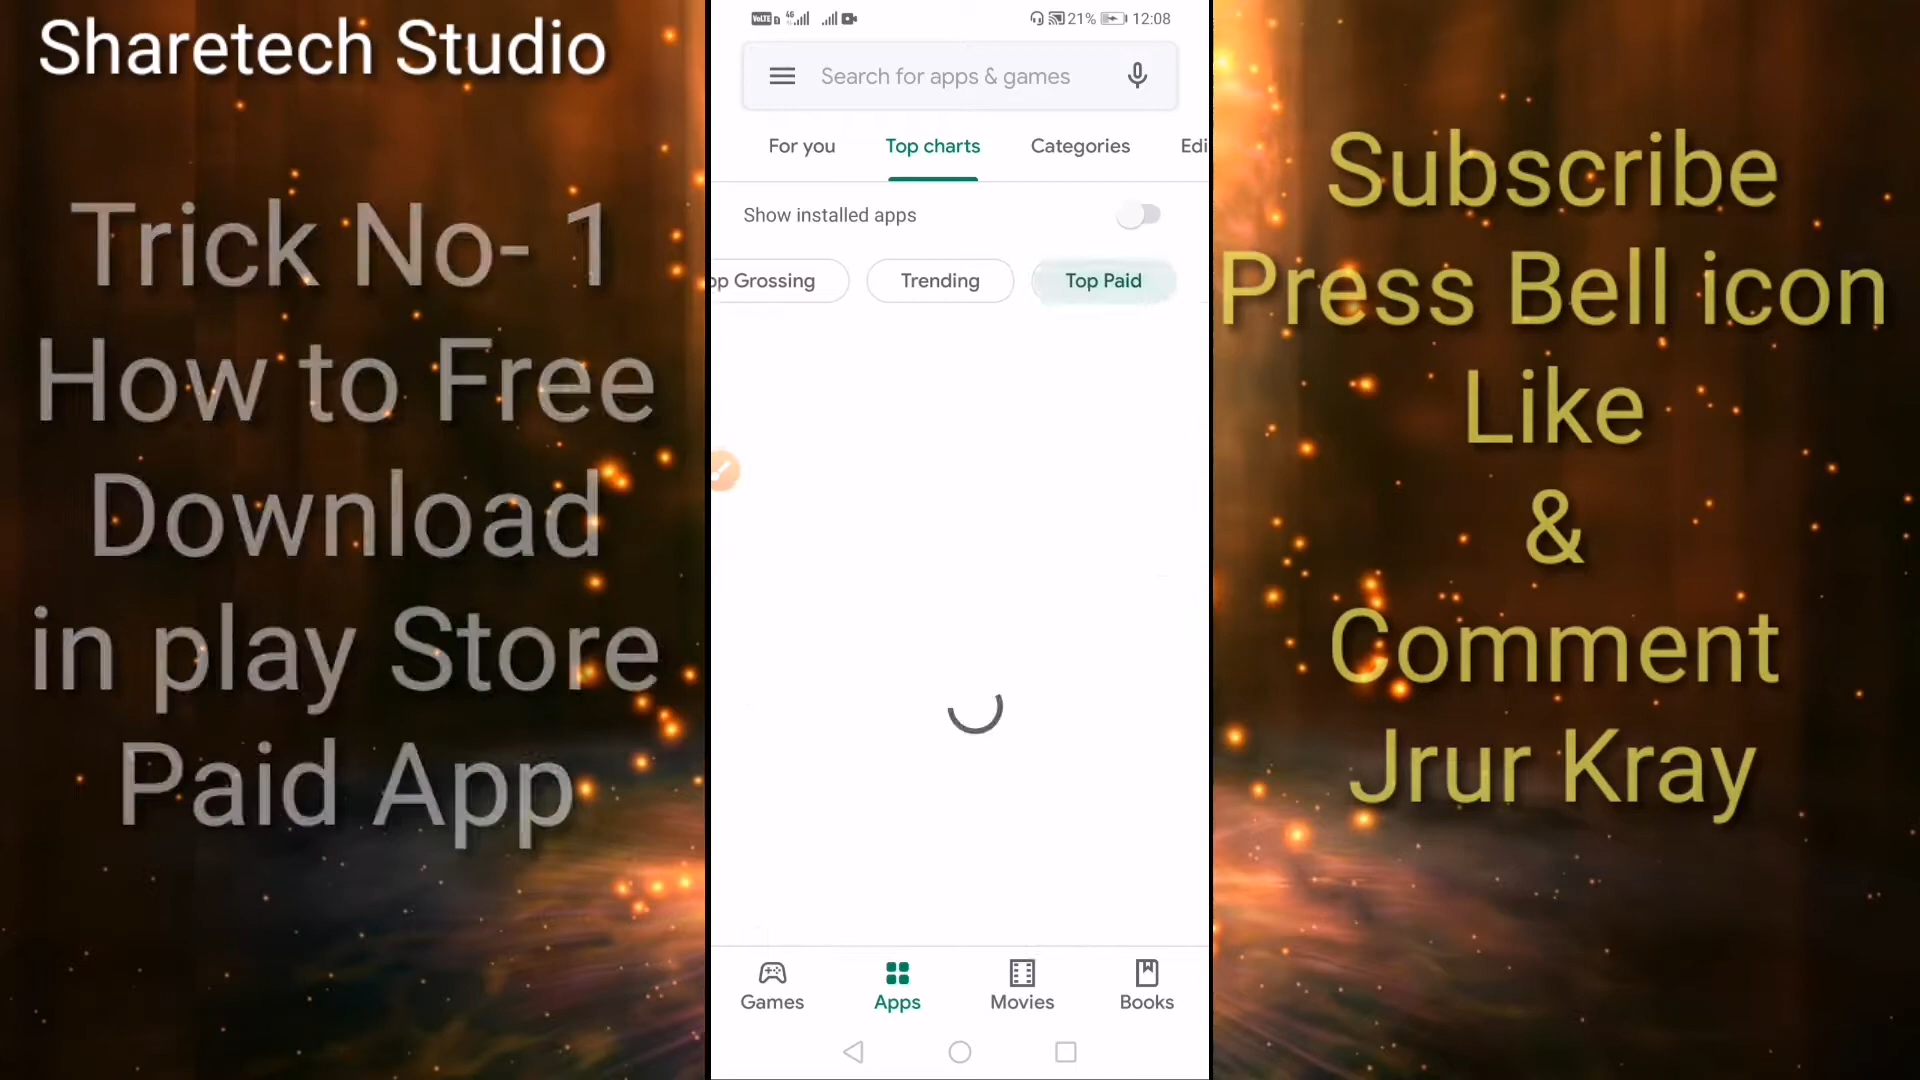 Sharetech Studio
Trick No- 1
How to Free
Download
in play Store
Paid App
VoLTE 4G 21% 12:08
Search for apps & games
For you Top charts Categories Edi
Show installed apps
op Grossing Trending Top Paid
Games Apps Movies Books
Subscribe
Press Bell icon
Like
&
Comment
Jrur Kray